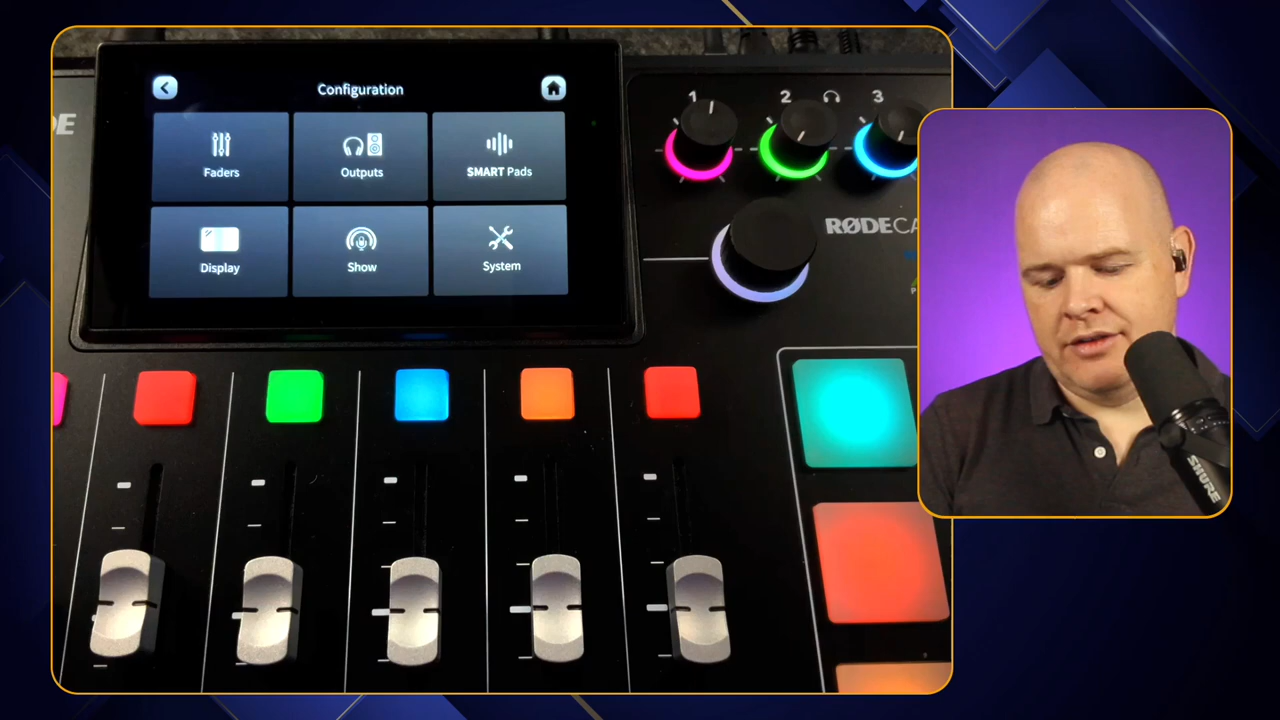 Configuration
Faders
Outputs
SMART Pads
Display
Show
System
1
2
3
RØDECA
SHURE